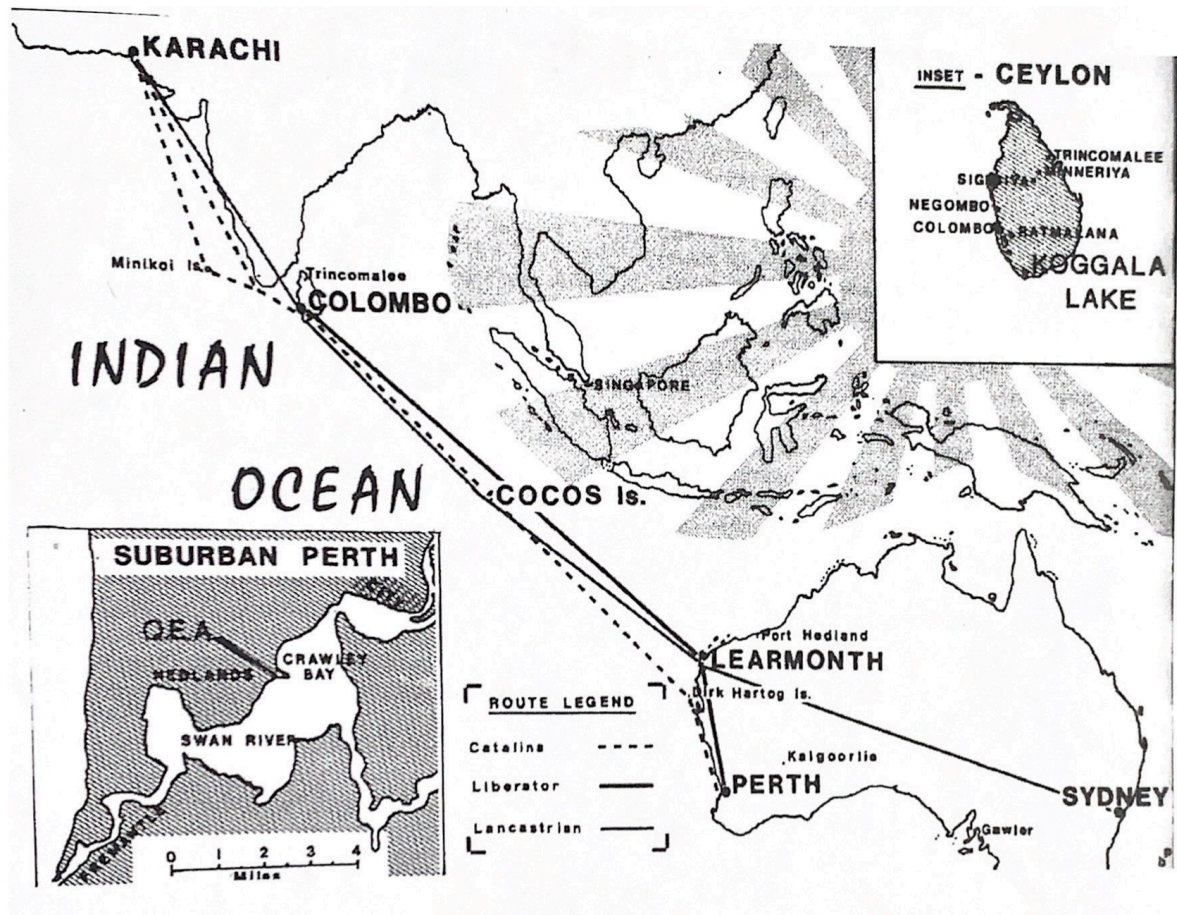 KARACHI
INSET - CEYLON
TRINCOMALEE
MINNERIYA
SIGIRIYA
NEGOMBO
COLOMBO
RATMALANA
KOGGALA
LAKE
Minikoi Is.
Trincomalee
COLOMBO
INDIAN
OCEAN
SINGAPORE
COCOS Is.
SUBURBAN PERTH
Q.E.A.
NEDLANDS
CRAWLEY
BAY
SWAN RIVER
FREMANTLE
0 1 2 3 4
Miles
Port Hedland
LEARMONTH
Dirk Hartog Is.
ROUTE LEGEND
Catalina
Liberator
Lancastrian
Kalgoorlie
PERTH
SYDNEY
Gawler